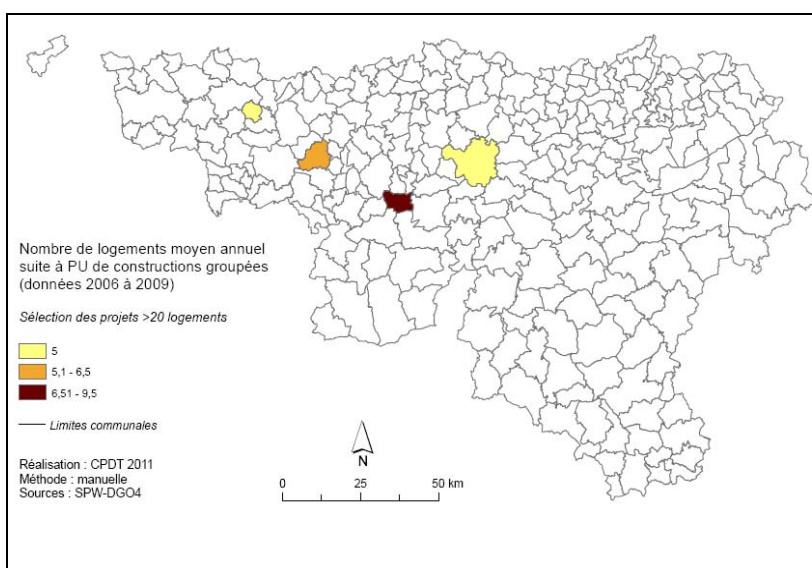 Nombre de logements moyen annuel
suite à PU de constructions groupées
(données 2006 à 2009)
Sélection des projets >20 logements
5
5,1 - 6,5
6,51 - 9,5
Limites communales
Réalisation : CPDT 2011
Méthode : manuelle
Sources : SPW-DGO4
N
0 25 50 km